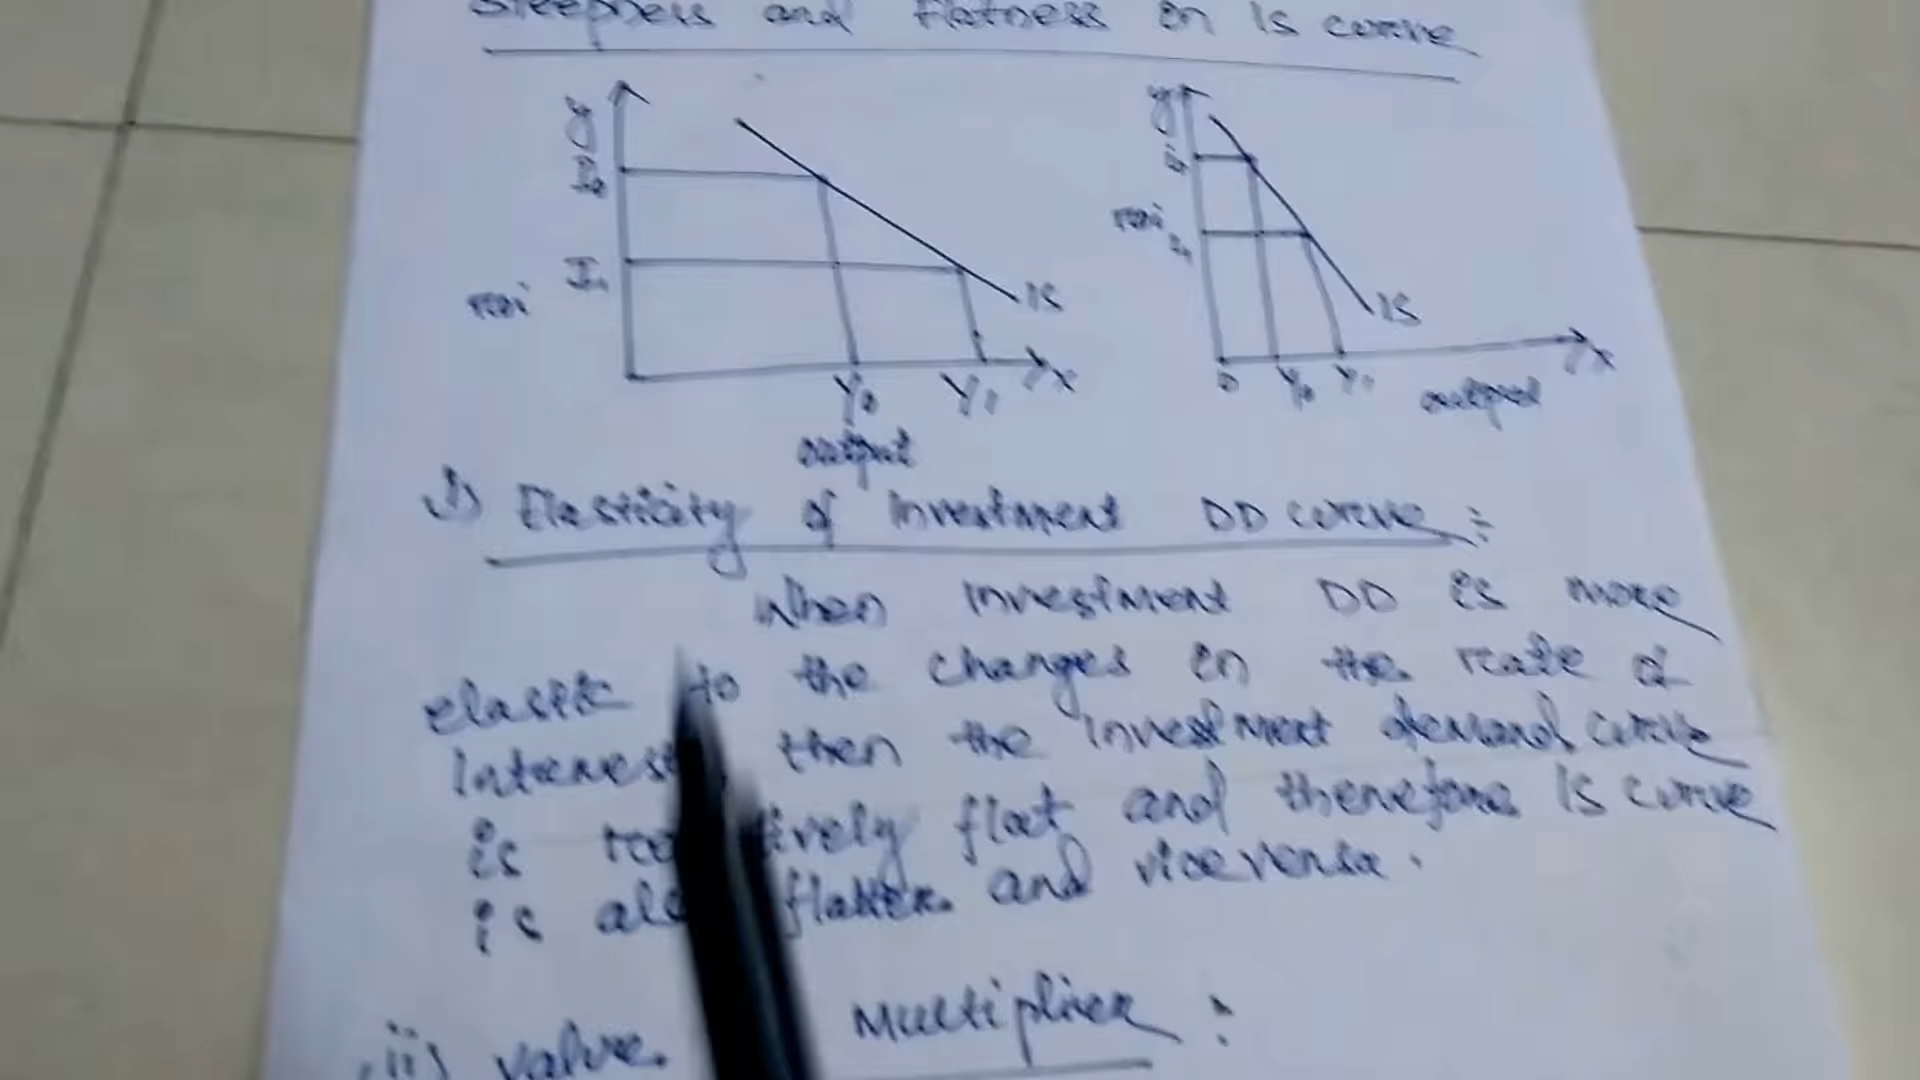 Steepness and flatness in IS curve
y
y
IS
roi
IS
roi
Y0 Y1 x
0 Y0 Y1 x
output
output
i) Elasticity of Investment DD curve :-
When investment DD is more
elastic to the changes in the rate of
Interest, then the investment demand curve
is flat and therefore IS curve
is flatter and vice versa.
ii) value Multiplier :